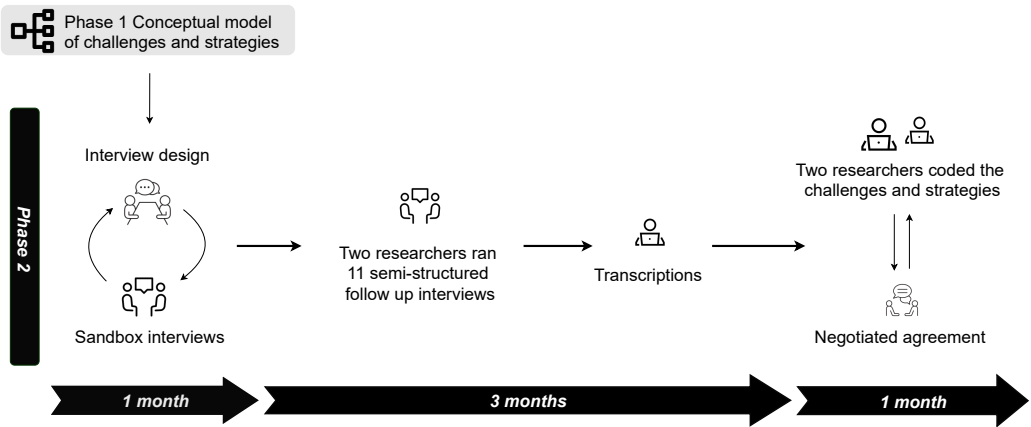 Phase 1 Conceptual model
of challenges and strategies
Phase 2
Interview design
Sandbox interviews
Two researchers ran
11 semi-structured
follow up interviews
Transcriptions
Two researchers coded the
challenges and strategies
Negotiated agreement
1 month
3 months
1 month